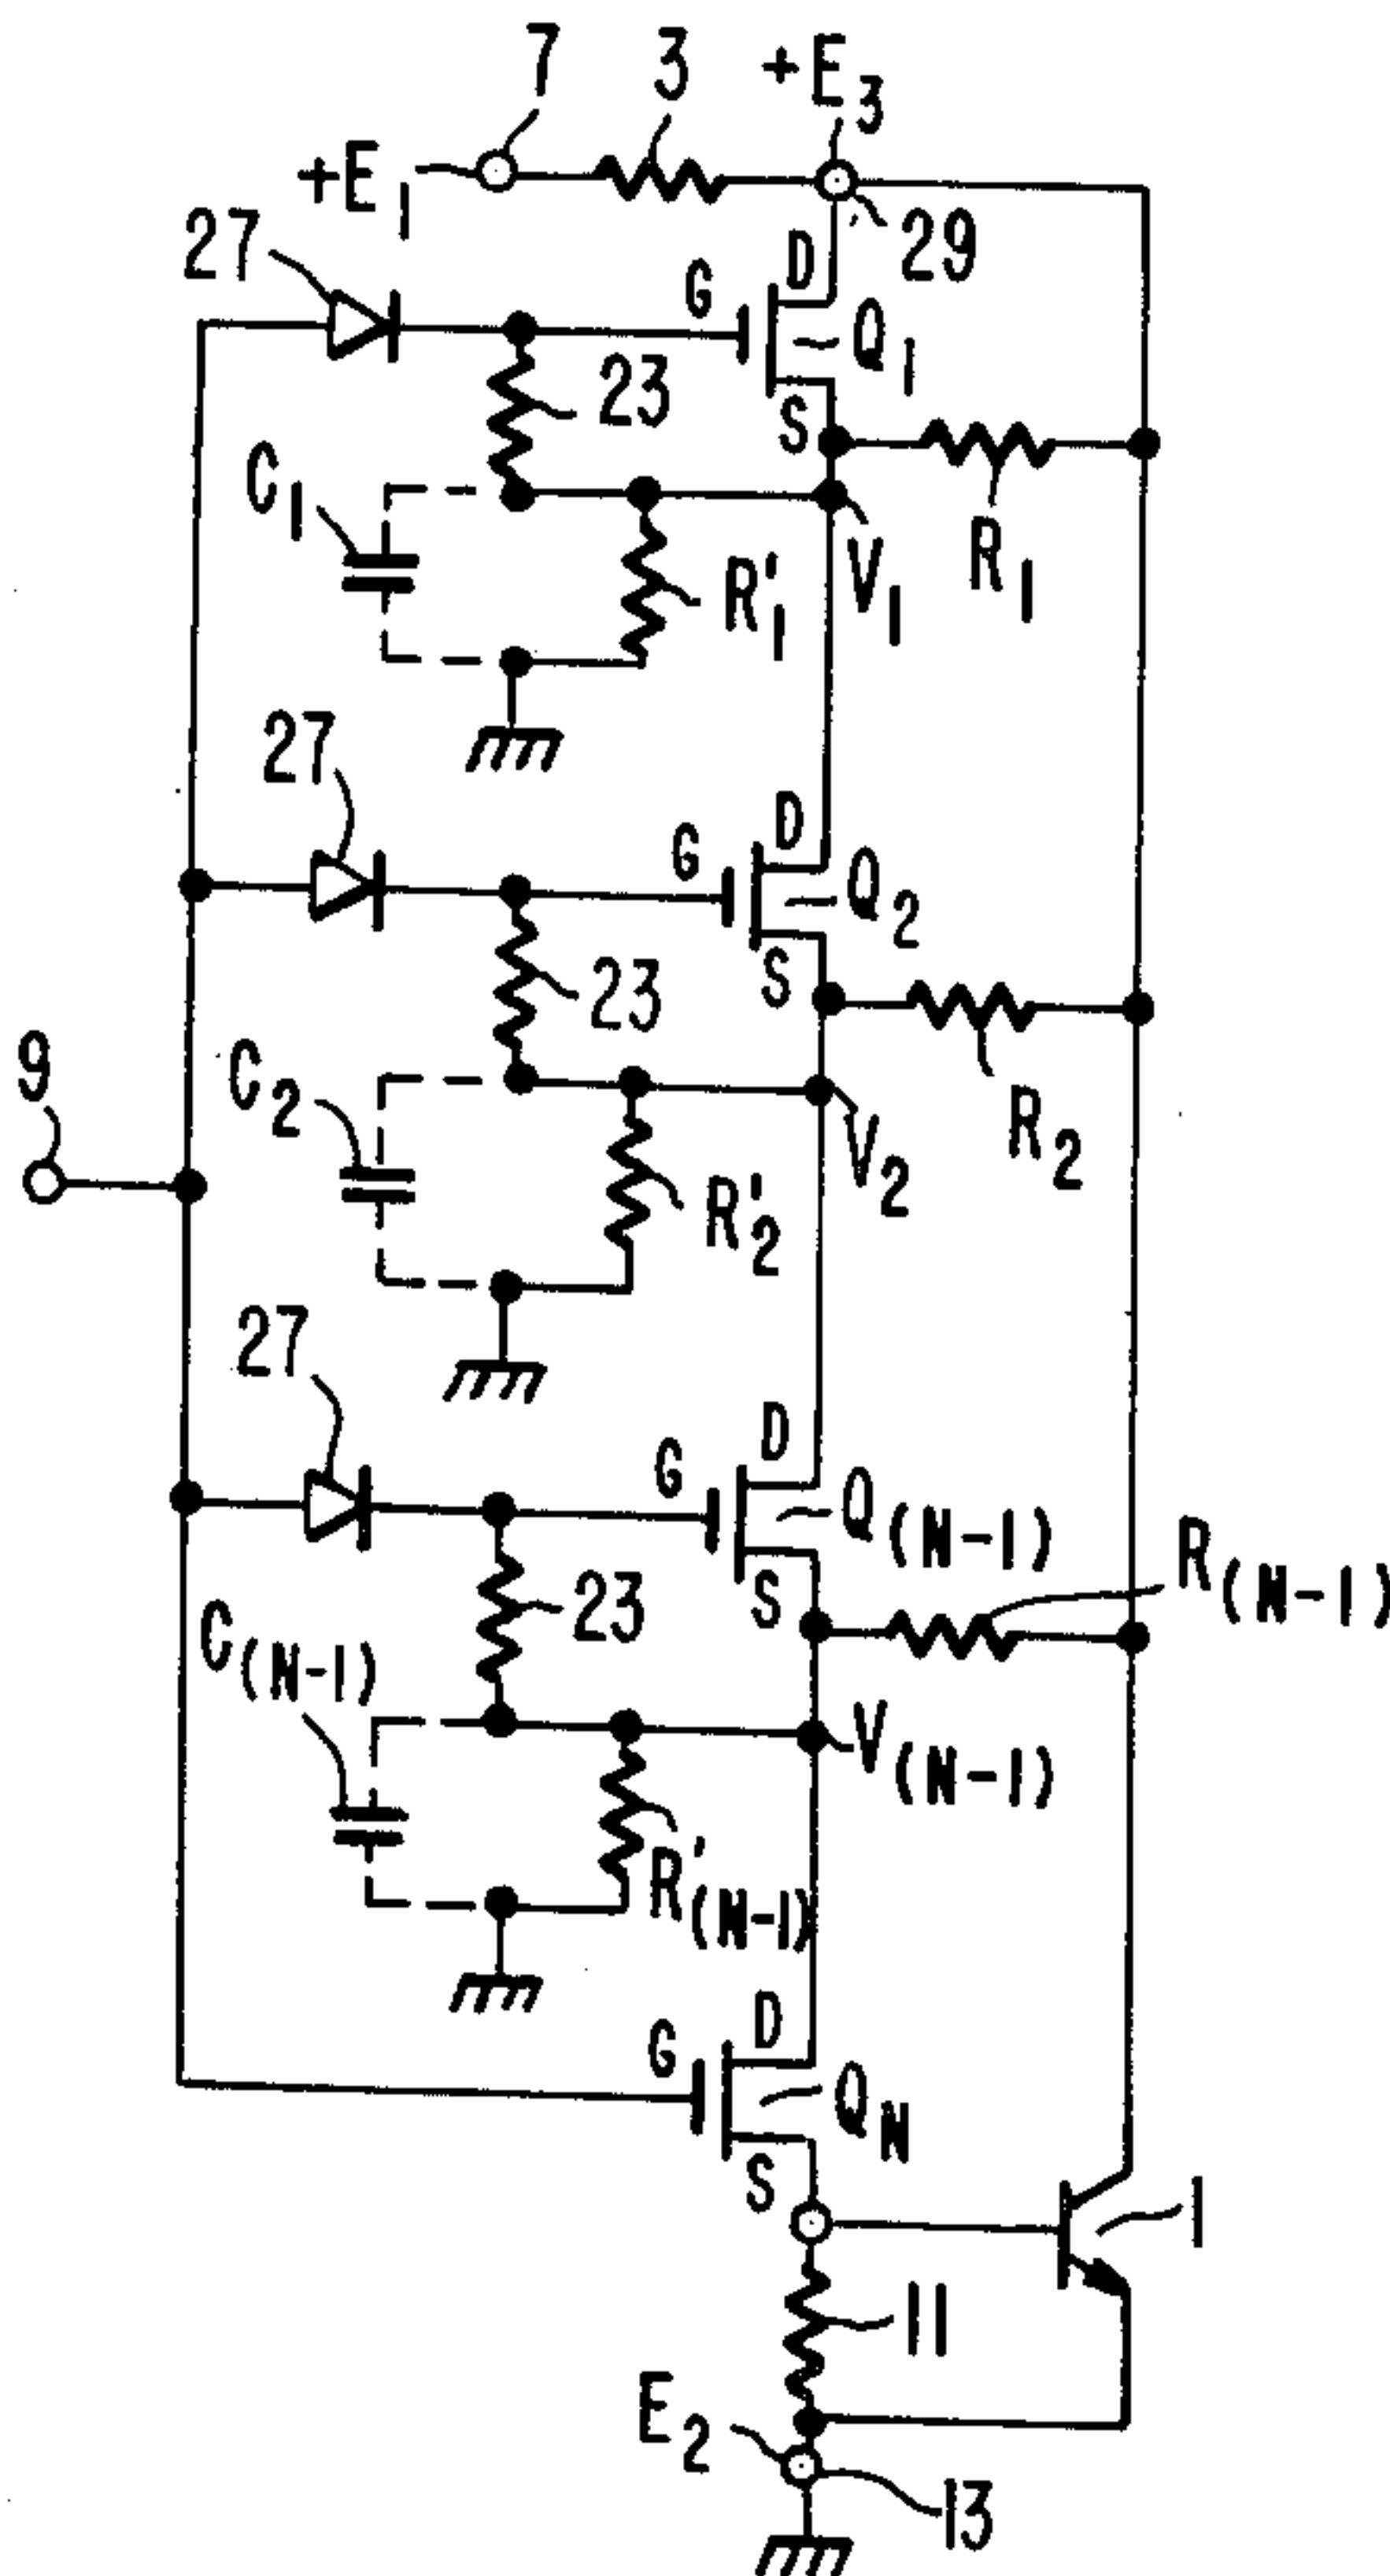 7 3 +E3
+E1
27 29
G D Q1
23 S
C1 R'1 V1 R1
27
G D Q2
23 S
9 C2 R'2 V2 R2
27
G D Q(N-1)
23 S R(N-1)
C(N-1)
R'(N-1) V(N-1)
G D QN
S 1
11
E2
13